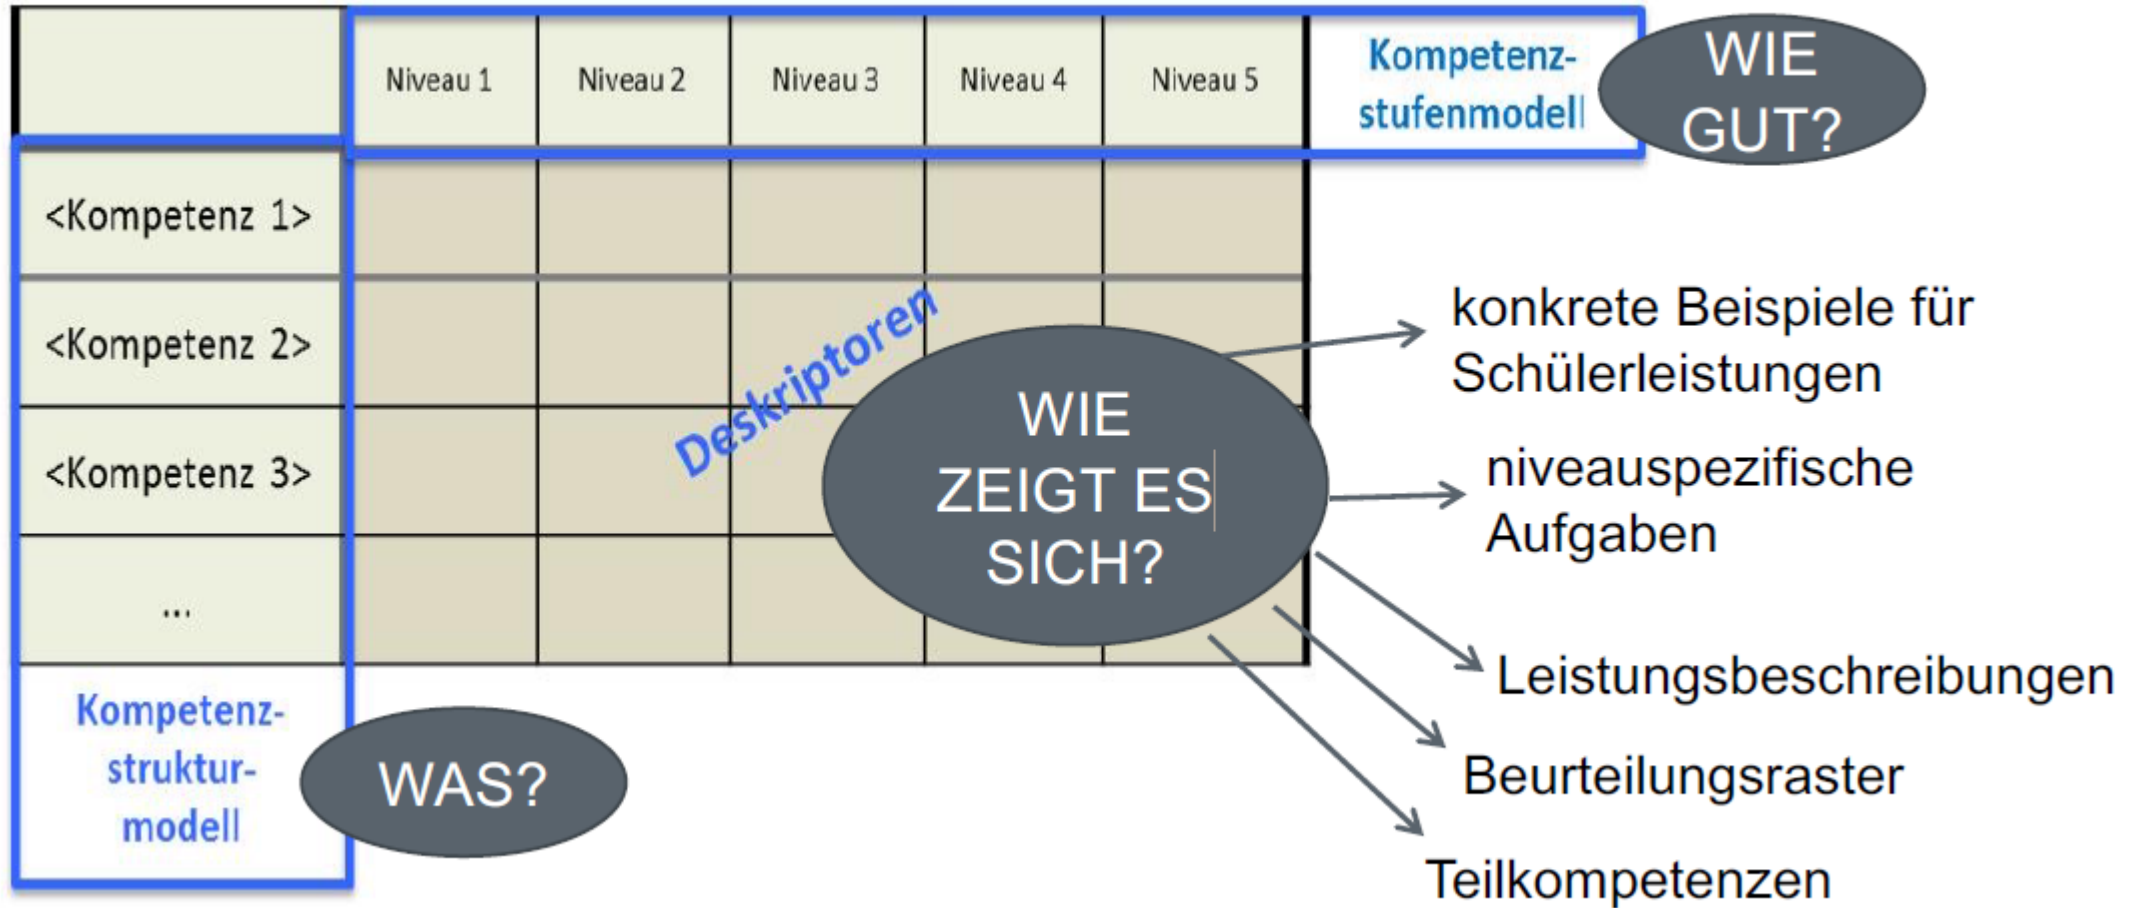 Niveau 1
Niveau 2
Niveau 3
Niveau 4
Niveau 5
Kompetenz-
stufenmodell
WIE
GUT?
<Kompetenz 1>
<Kompetenz 2>
<Kompetenz 3>
...
Deskriptoren
WIE
ZEIGT ES
SICH?
konkrete Beispiele für
Schülerleistungen
niveauspezifische
Aufgaben
Leistungsbeschreibungen
Beurteilungsraster
Teilkompetenzen
Kompetenz-
struktur-
modell
WAS?